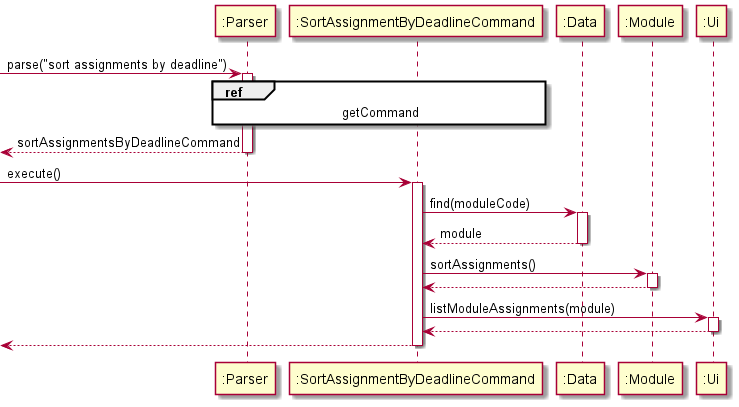 :Parser
:SortAssignmentByDeadlineCommand
:Data
:Module
:Ui
parse("sort assignments by deadline")
ref
getCommand
sortAssignmentsByDeadlineCommand
execute()
find(moduleCode)
module
sortAssignments()
listModuleAssignments(module)
:Parser
:SortAssignmentByDeadlineCommand
:Data
:Module
:Ui